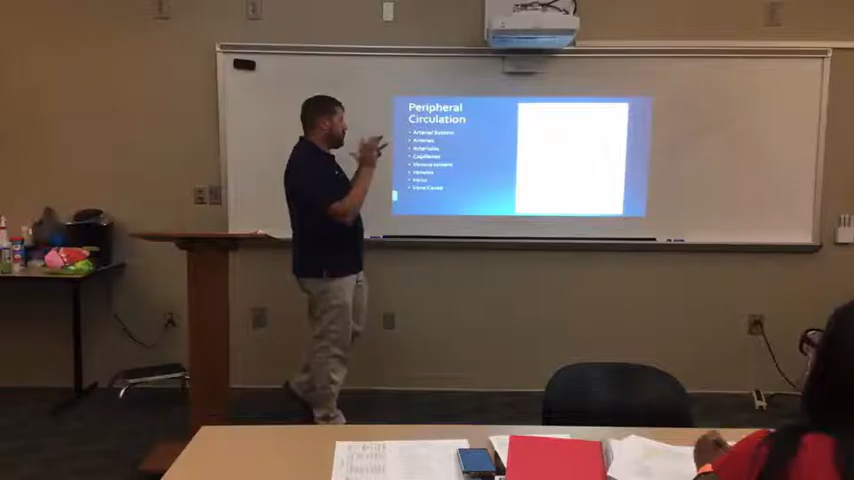 Peripheral
Circulation
• Arterial System
• Arteries
• Arterioles
• Capillaries
• Venous System
• Venules
• Veins
• Vena Cavae